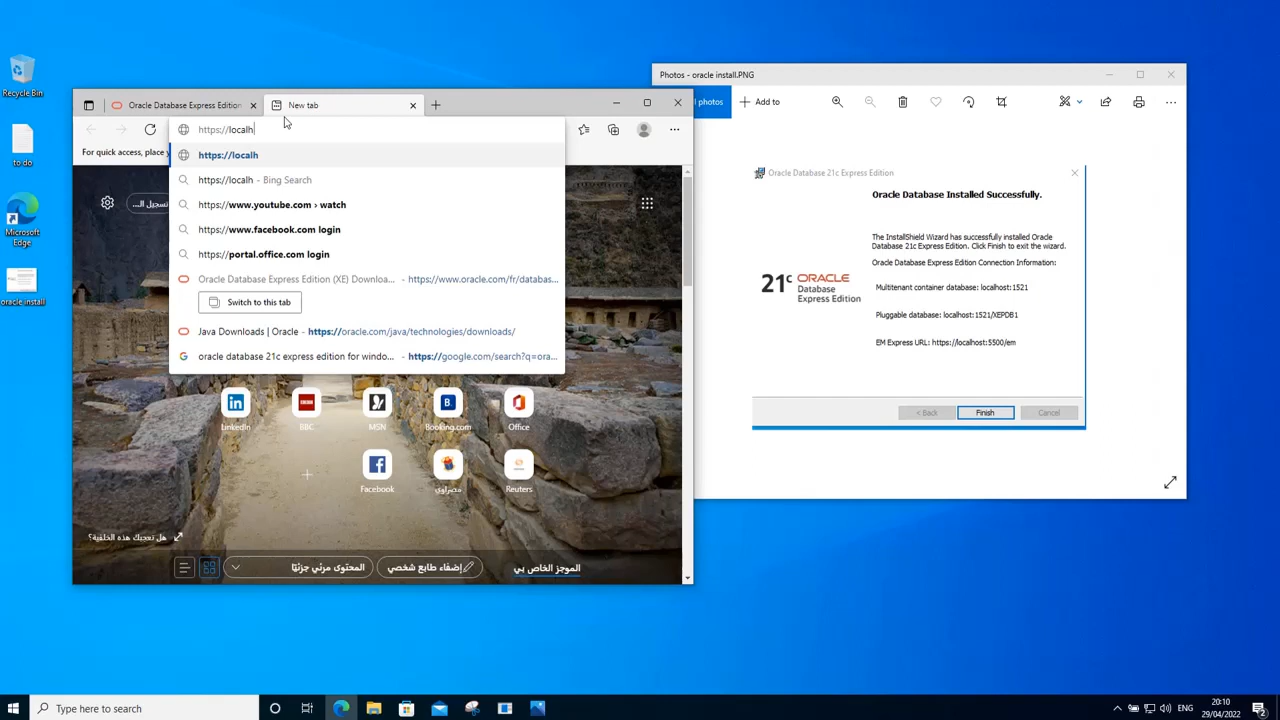 Recycle Bin
to do
Microsoft
Edge
oracle install
Oracle Database Express Edition
New tab
https://localh
For quick access, place y
https://localh
https://localh - Bing Search
https://www.youtube.com › watch
https://www.facebook.com login
https://portal.office.com login
Oracle Database Express Edition (XE) Downloa... - https://www.oracle.com/fr/databas...
Switch to this tab
Java Downloads | Oracle - https://oracle.com/java/technologies/downloads/
oracle database 21c express edition for windo... - https://google.com/search?q=ora...
تسجيل الـ...
LinkedIn
BBC
MSN
Booking.com
Office
Facebook
مصراوي
Reuters
هل تعجبك هذه الخلفية؟
المحتوى مرئي جزئيًا
إضفاء طابع شخصي
الموجز الخاص بي
Photos - oracle install.PNG
l photos
Add to
Oracle Database 21c Express Edition
Oracle Database Installed Successfully.
The InstallShield Wizard has successfully installed Oracle
Database 21c Express Edition. Click Finish to exit the wizard.
Oracle Database Express Edition Connection Information:
Multitenant container database: localhost:1521
Pluggable database: localhost:1521/XEPDB1
EM Express URL: https://localhost:5500/em
21c ORACLE
Database
Express Edition
< Back
Finish
Cancel
Type here to search
ENG
20:10
29/04/2022
2